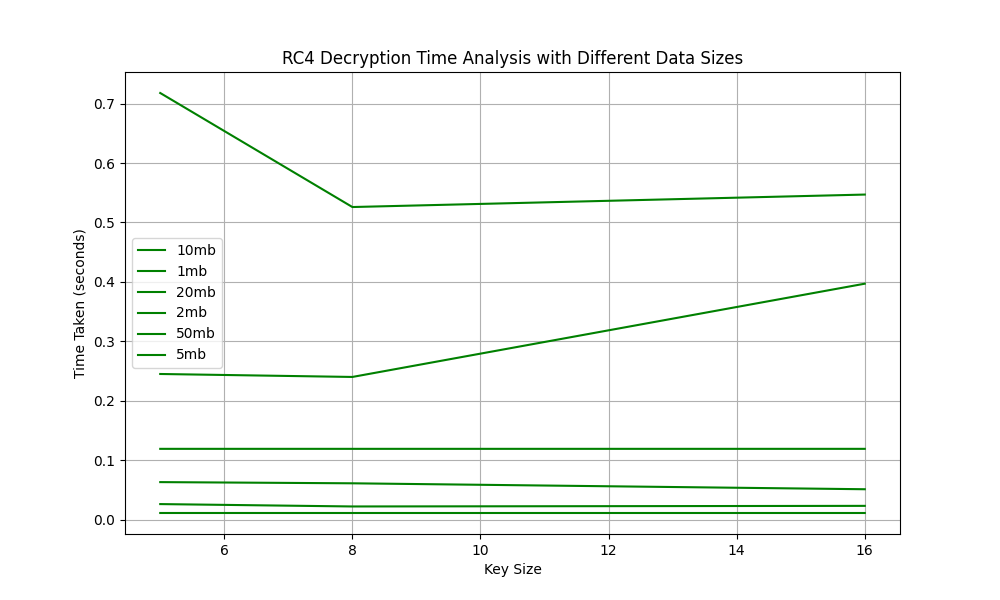 RC4 Decryption Time Analysis with Different Data Sizes
0.7
0.6
0.5
0.4
0.3
0.2
0.1
0.0
Time Taken (seconds)
10mb
1mb
20mb
2mb
50mb
5mb
6 8 10 12 14 16
Key Size